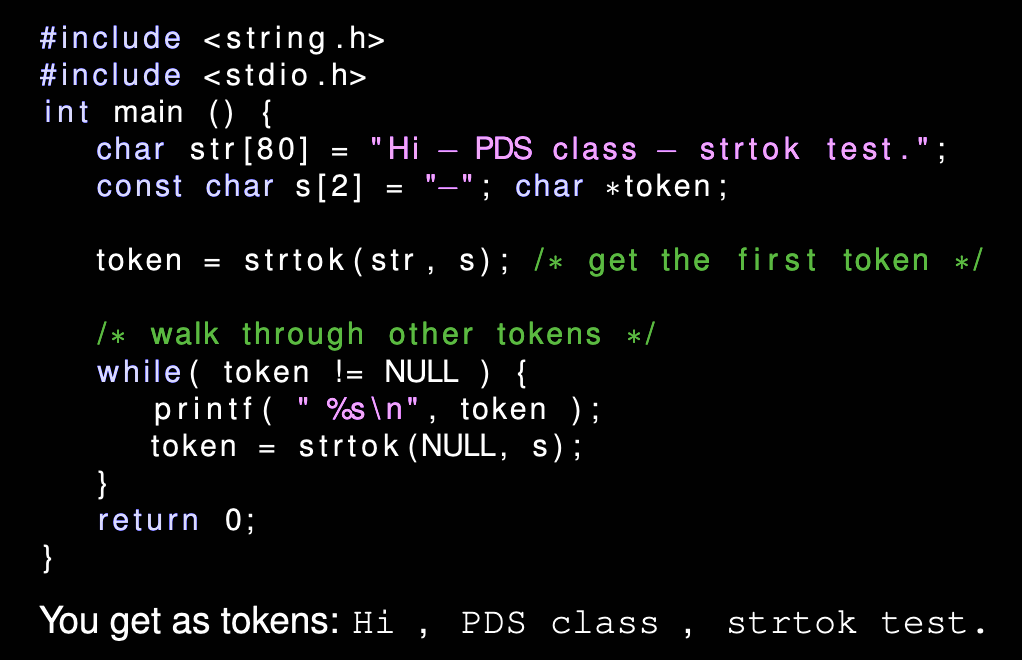 #include <string.h>
#include <stdio.h>
int main () {
char str[80] = "Hi – PDS class – strtok test.";
const char s[2] = "–"; char *token;
token = strtok(str, s); /* get the first token */
/* walk through other tokens */
while( token != NULL ) {
printf( " %s\n", token );
token = strtok(NULL, s);
}
return 0;
}
You get as tokens: Hi , PDS class , strtok test.